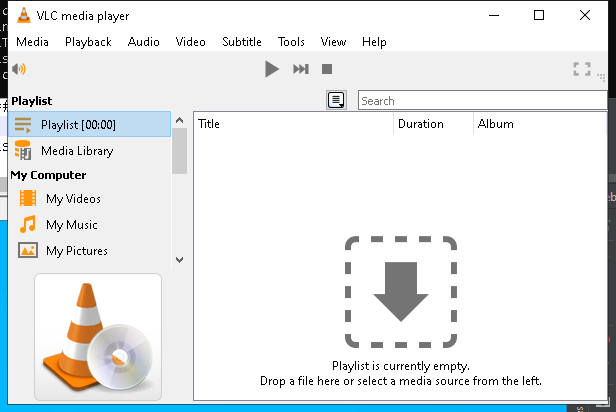 VLC media player
Media Playback Audio Video Subtitle Tools View Help
Playlist
Search
Playlist [00:00]
Media Library
My Computer
My Videos
My Music
My Pictures
Title Duration Album
Playlist is currently empty.
Drop a file here or select a media source from the left.